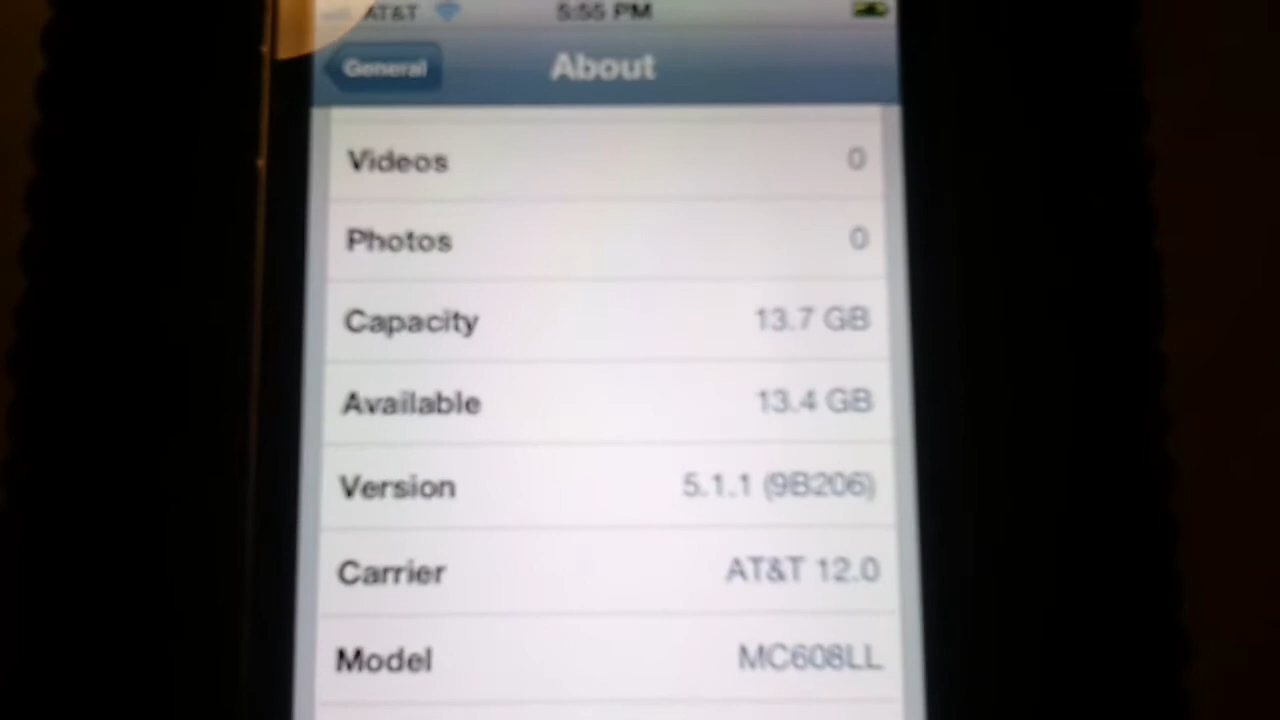 AT&T 5:55 PM
General About
Videos 0
Photos 0
Capacity 13.7 GB
Available 13.4 GB
Version 5.1.1 (9B206)
Carrier AT&T 12.0
Model MC608LL